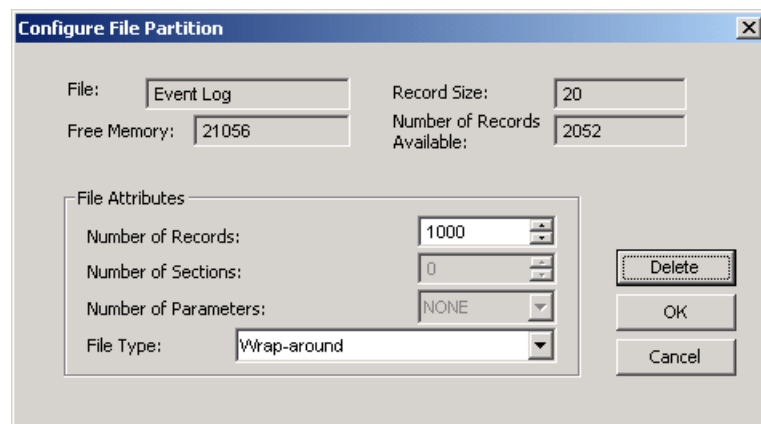 Configure File Partition
File: Event Log
Record Size: 20
Free Memory: 21056
Number of Records Available: 2052
File Attributes
Number of Records: 1000
Number of Sections: 0
Number of Parameters: NONE
File Type: Wrap-around
Delete
OK
Cancel